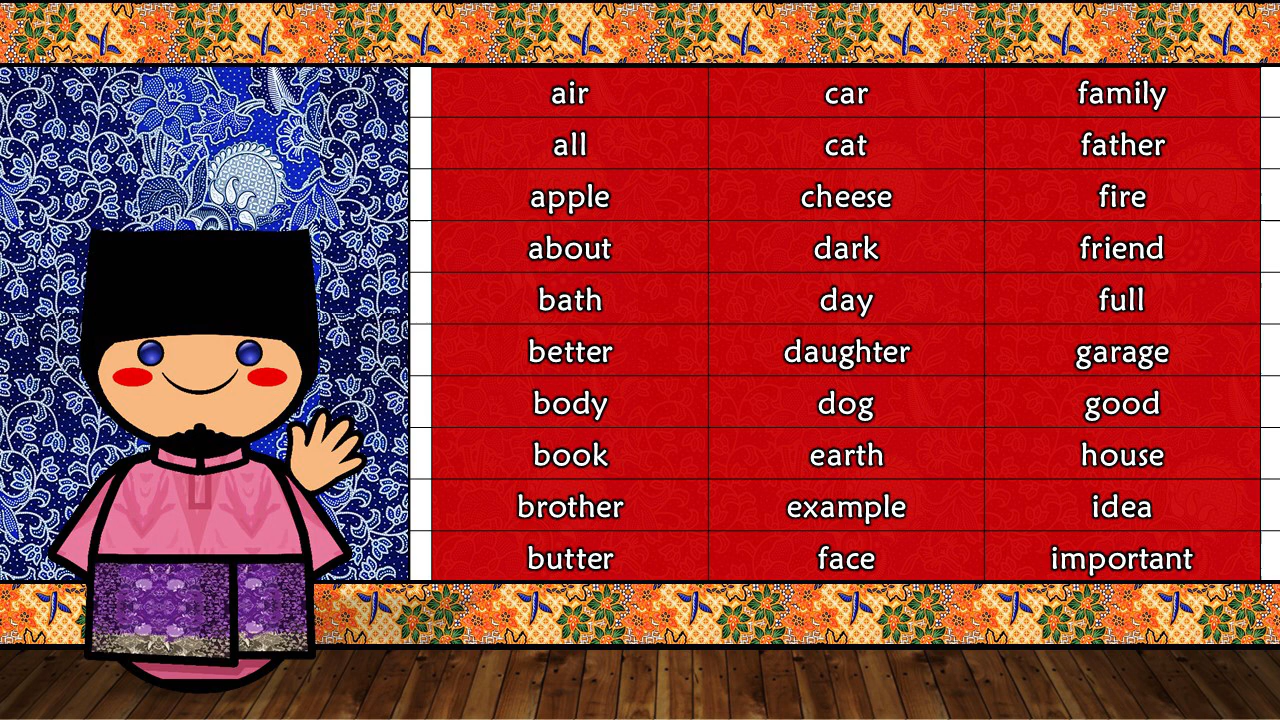 air car family
all cat father
apple cheese fire
about dark friend
bath day full
better daughter garage
body dog good
book earth house
brother example idea
butter face important